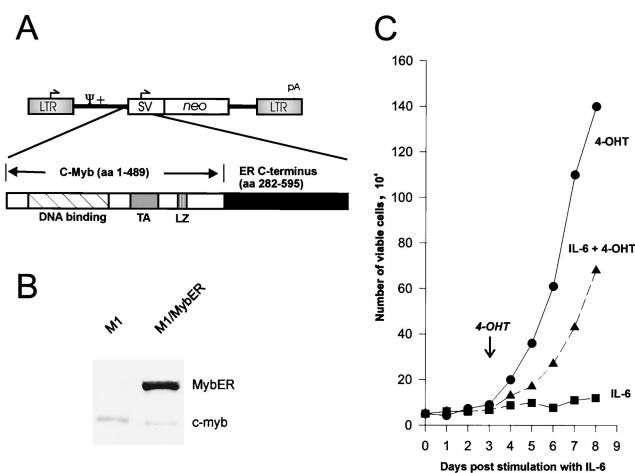 A
LTR
Ψ +
SV
neo
pA
LTR
C-Myb (aa 1-489)
ER C-terminus
(aa 282-595)
DNA binding
TA
LZ
B
M1
M1/MybER
MybER
c-myb
C
Number of viable cells, 10⁴
160
140
120
100
80
60
40
20
0
4-OHT
IL-6 + 4-OHT
4-OHT
IL-6
0 1 2 3 4 5 6 7 8 9
Days post stimulation with IL-6